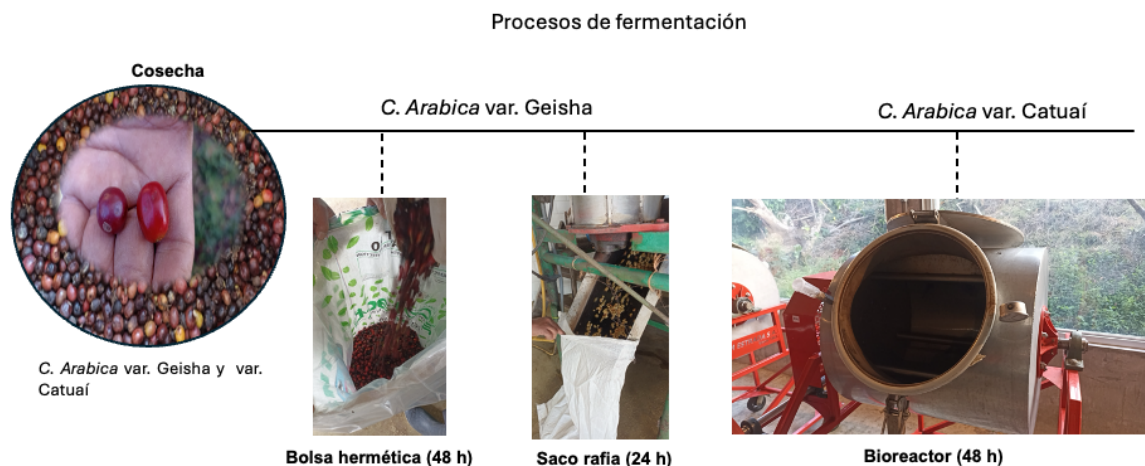 Procesos de fermentación
Cosecha
C. Arabica var. Geisha
C. Arabica var. Catuaí
C. Arabica var. Geisha y var.
Catuaí
Bolsa hermética (48 h)
Saco rafia (24 h)
Bioreactor (48 h)